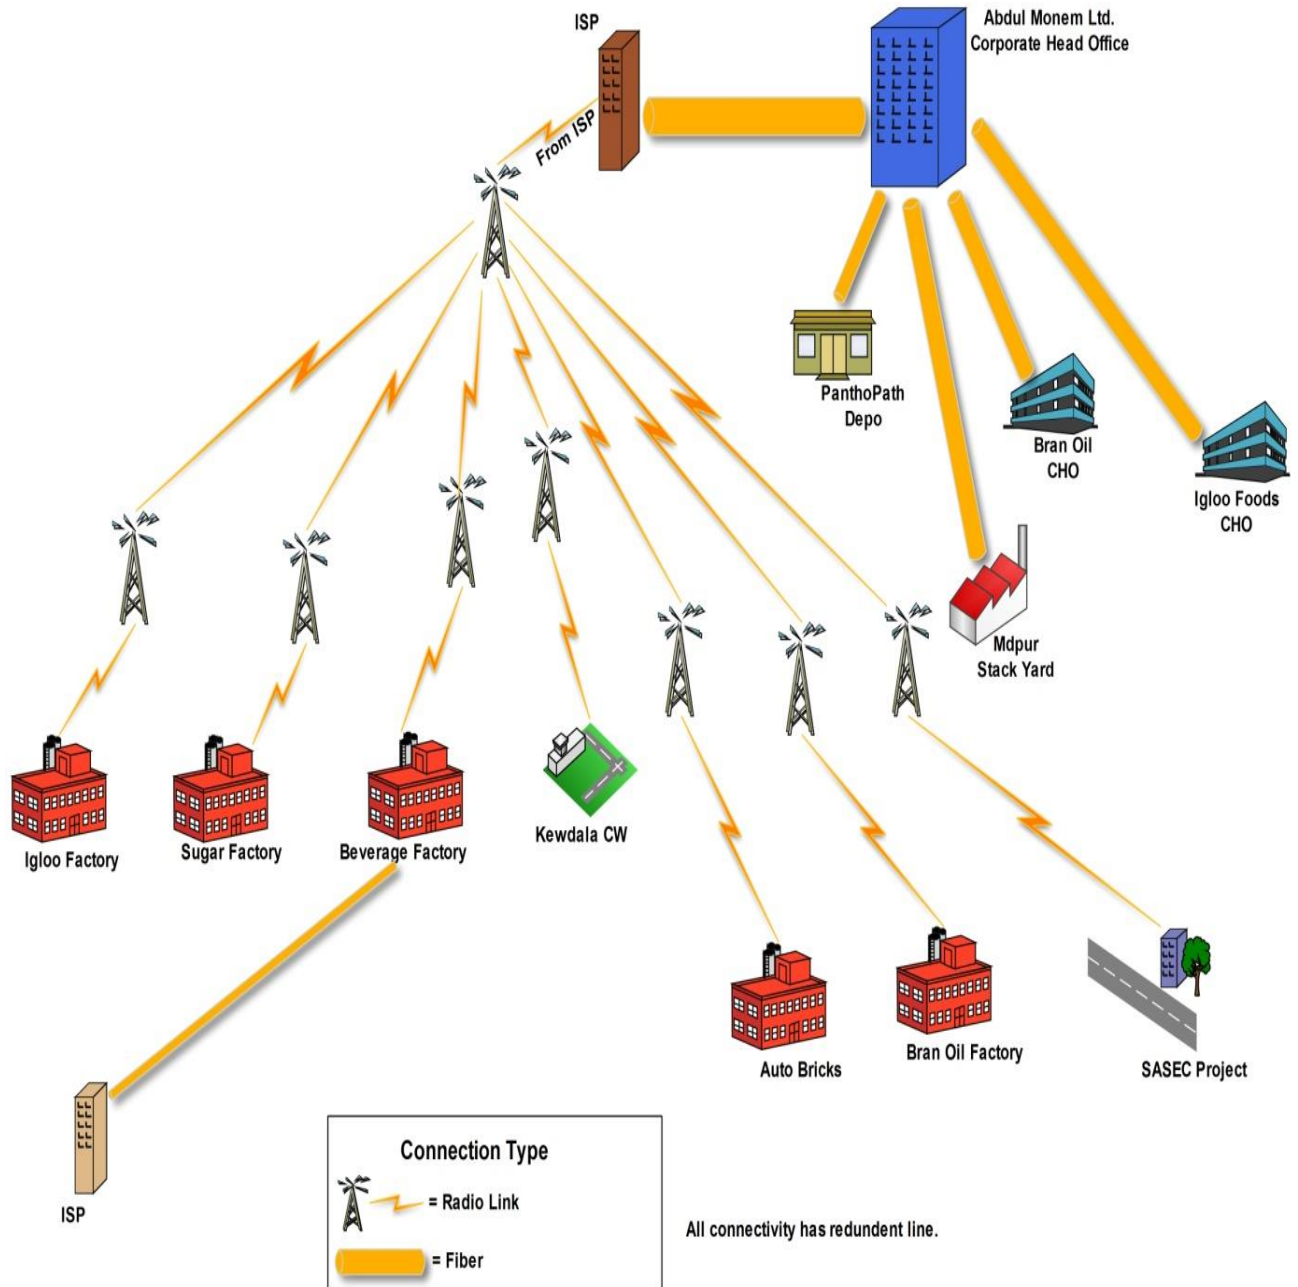 ISP
Abdul Monem Ltd.
Corporate Head Office
From ISP
PanthoPath
Depo
Bran Oil
CHO
Igloo Foods
CHO
Mdpur
Stack Yard
Igloo Factory
Sugar Factory
Beverage Factory
Kewdala CW
Auto Bricks
Bran Oil Factory
SASEC Project
ISP
Connection Type
= Radio Link
= Fiber
All connectivity has redundent line.